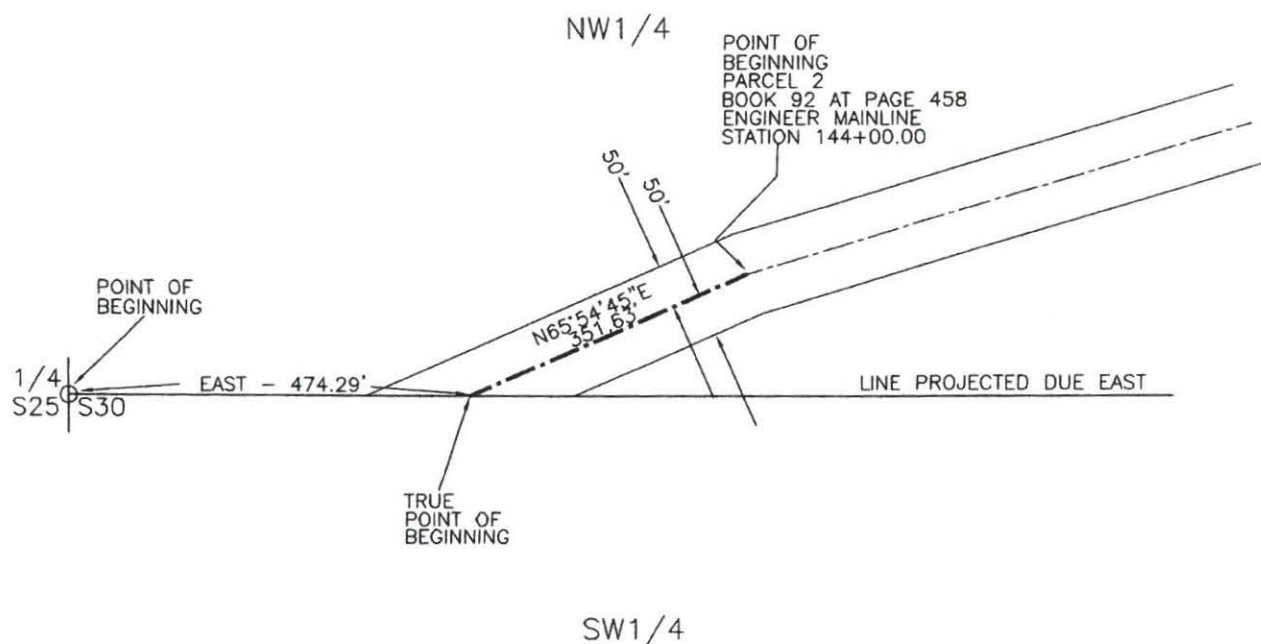 NW1/4
POINT OF
BEGINNING
PARCEL 2
BOOK 92 AT PAGE 458
ENGINEER MAINLINE
STATION 144+00.00
50'
50'
POINT OF
BEGINNING
N65°54'45"E
351.63'
1/4
S25
S30
EAST - 474.29'
LINE PROJECTED DUE EAST
TRUE
POINT OF
BEGINNING
SW1/4